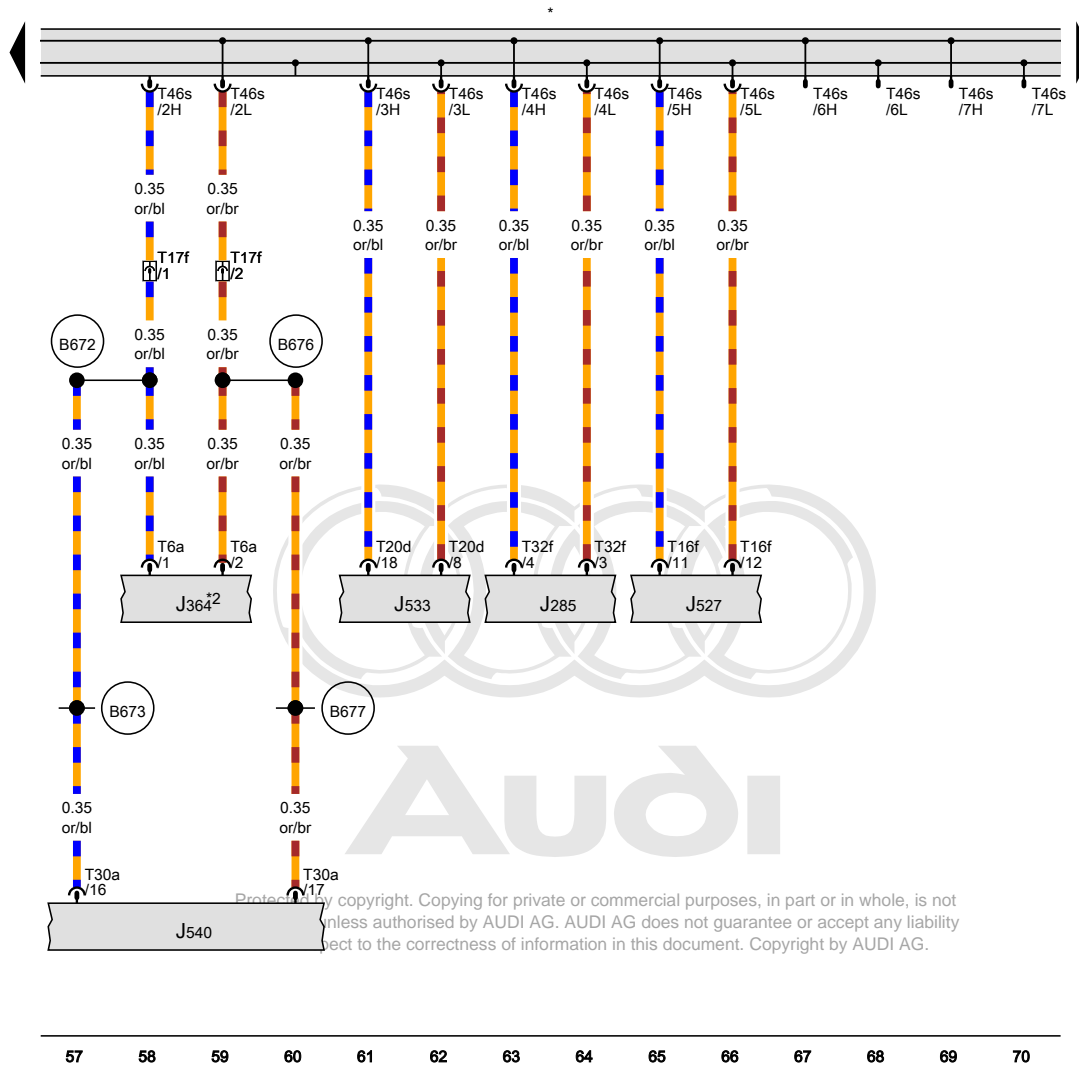 *
T46s
/2H
T46s
/2L
T46s
/3H
T46s
/3L
T46s
/4H
T46s
/4L
T46s
/5H
T46s
/5L
T46s
/6H
T46s
/6L
T46s
/7H
T46s
/7L
0.35
or/bl
0.35
or/br
0.35
or/bl
0.35
or/br
0.35
or/bl
0.35
or/br
0.35
or/bl
0.35
or/br
T17f
/1
T17f
/2
B672
0.35
or/bl
0.35
or/br
B676
0.35
or/bl
0.35
or/bl
0.35
or/br
0.35
or/br
T6a
/1
T6a
/2
T20d
/18
T20d
/8
T32f
/4
T32f
/3
T16f
/11
T16f
/12
J364*2
J533
J285
J527
B673
B677
Audi
0.35
or/bl
0.35
or/br
T30a
/16
T30a
/17
J540
Protected by copyright. Copying for private or commercial purposes, in part or in whole, is not
unless authorised by AUDI AG. AUDI AG does not guarantee or accept any liability
to the correctness of information in this document. Copyright by AUDI AG.
57 58 59 60 61 62 63 64 65 66 67 68 69 70